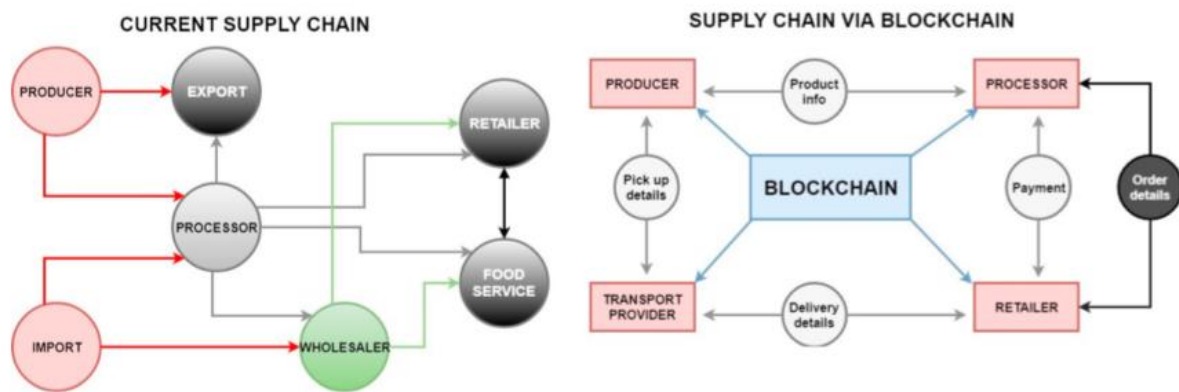 CURRENT SUPPLY CHAIN
PRODUCER
EXPORT
RETAILER
PROCESSOR
FOOD
SERVICE
IMPORT
WHOLESALER
SUPPLY CHAIN VIA BLOCKCHAIN
PRODUCER
Product
info
PROCESSOR
Pick up
details
BLOCKCHAIN
Payment
Order
details
TRANSPORT
PROVIDER
Delivery
details
RETAILER